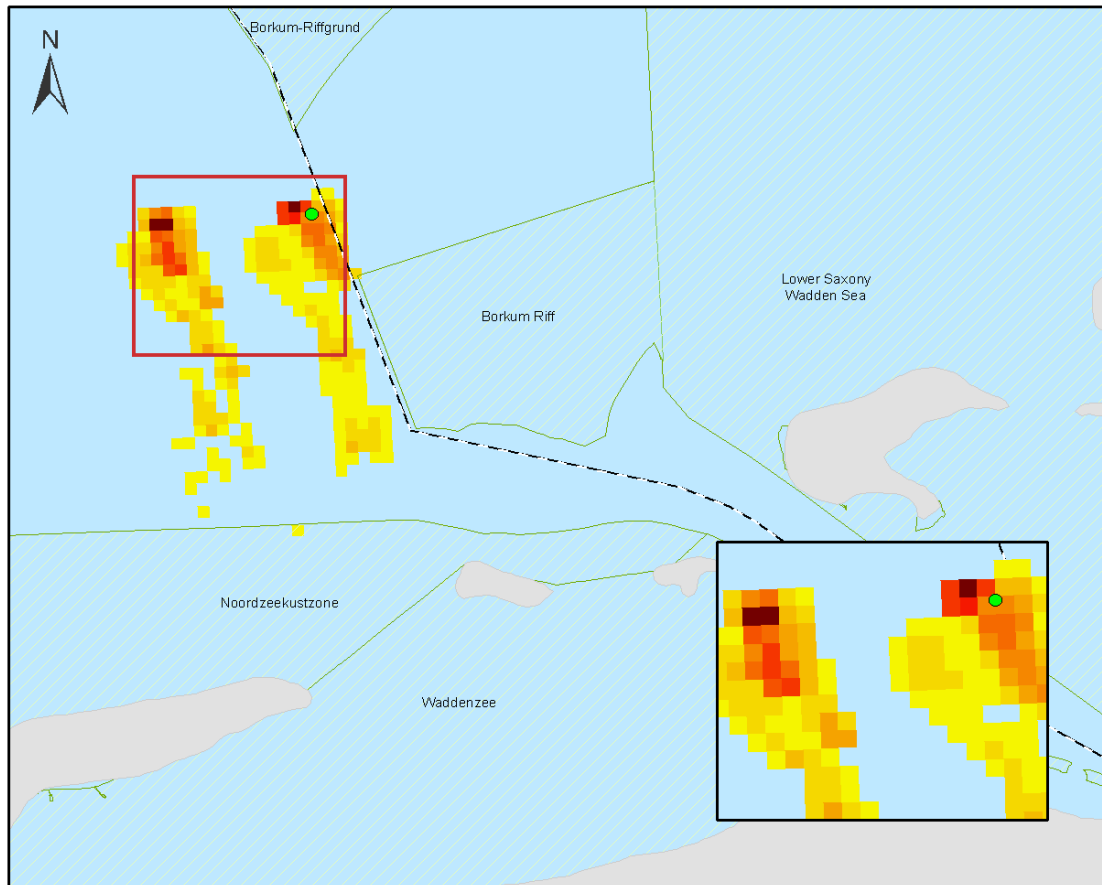 Borkum-Riffgrund
N
Lower Saxony
Wadden Sea
Borkum Riff
Noordzeekustzone
Waddenzee